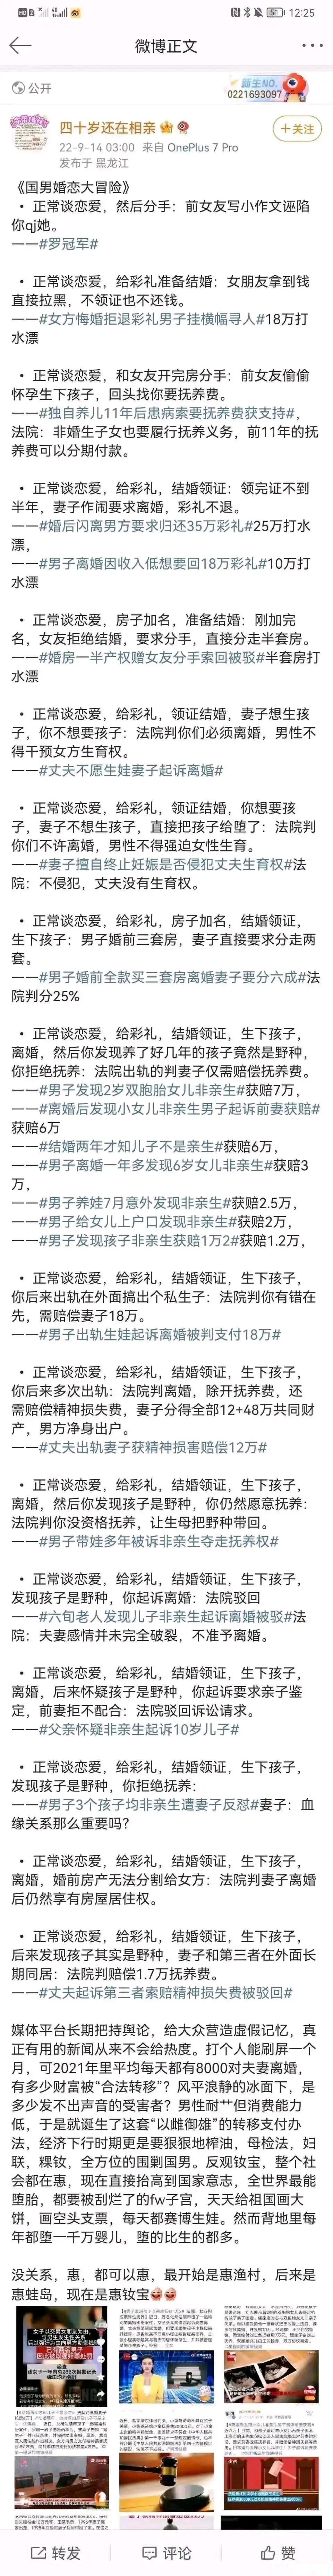 12:25
微博正文
公开
新生NO.
0221693097
四十岁还在相亲
+关注
22-9-14 03:00 来自 OnePlus 7 Pro
发布于 黑龙江
《国男婚恋大冒险》
• 正常谈恋爱，然后分手：前女友写小作文诬陷
你qj她。
——#罗冠军#
• 正常谈恋爱，给彩礼准备结婚：女朋友拿到钱
直接拉黑，不领证也不还钱。
——#女方悔婚拒退彩礼男子挂横幅寻人#18万打
水漂
• 正常谈恋爱，和女友开完房分手：前女友偷偷
怀孕生下孩子，回头找你要抚养费。
——#独自养儿11年后患病索要抚养费获支持#，
法院：非婚生子女也要履行抚养义务，前11年的抚
养费可以分期付款。
• 正常谈恋爱，给彩礼，结婚领证：领完证不到
半年，妻子作闹要求离婚，彩礼不退。
——#婚后闪离男方要求归还35万彩礼#25万打水
漂，
——#男子离婚因收入低想要回18万彩礼#10万打
水漂
• 正常谈恋爱，房子加名，准备结婚：刚加完
名，女友拒绝结婚，要求分手，直接分走半套房。
——#婚房一半产权赠女友分手索回被驳#半套房打
水漂
• 正常谈恋爱，给彩礼，领证结婚，妻子想生孩
子，你不想要孩子：法院判你们必须离婚，男性不
得干预女方生育权。
——#丈夫不愿生娃妻子起诉离婚#
• 正常谈恋爱，给彩礼，领证结婚，你想要孩
子，妻子不想生孩子，直接把孩子给堕了：法院判
你们不许离婚，男性不得强迫女性生育。
——#妻子擅自终止妊娠是否侵犯丈夫生育权#法
院：不侵犯，丈夫没有生育权。
• 正常谈恋爱，给彩礼，房子加名，结婚领证，
生下孩子：男子婚前三套房，妻子直接要求分走两
套。
——#男子婚前全款买三套房离婚妻子要分六成#法
院判分25%
• 正常谈恋爱，给彩礼，结婚领证，生下孩子，
离婚，然后你发现养了好几年的孩子竟然是野种，
你拒绝抚养：法院出轨的判妻子仅需赔偿抚养费。
——#男子发现2岁双胞胎女儿非亲生#获赔7万，
——#离婚后发现小女儿非亲生男子起诉前妻获赔#
获赔6万
——#结婚两年才知儿子不是亲生#获赔6万，
——#男子离婚一年多发现6岁女儿非亲生#获赔3
万，
——#男子养娃7月意外发现非亲生#获赔2.5万，
——#男子给女儿上户口发现非亲生#获赔2万，
——#男子发现孩子非亲生获赔1万2#获赔1.2万，
• 正常谈恋爱，给彩礼，结婚领证，生下孩子，
你后来出轨在外面搞出个私生子：法院判你有错在
先，需赔偿妻子18万。
——#男子出轨生娃起诉离婚被判支付18万#
• 正常谈恋爱，给彩礼，结婚领证，生下孩子，
你后来多次出轨：法院判离婚，除开抚养费，还
需赔偿精神损失费，妻子分得全部12+48万共同财
产，男方净身出户。
——#丈夫出轨妻子获精神损害赔偿12万#
• 正常谈恋爱，给彩礼，结婚领证，生下孩子，
离婚，然后你发现孩子是野种，你仍然愿意抚养：
法院判你没资格抚养，让生母把野种带回。
——#男子带娃多年被诉非亲生夺走抚养权#
• 正常谈恋爱，给彩礼，结婚领证，生下孩子，
发现孩子是野种，你起诉离婚：法院驳回
——#六旬老人发现儿子非亲生起诉离婚被驳#法
院：夫妻感情并未完全破裂，不准予离婚。
• 正常谈恋爱，给彩礼，结婚领证，生下孩子，
离婚，后来怀疑孩子是野种，你起诉要求亲子鉴
定，前妻拒不配合：法院驳回诉讼请求。
——#父亲怀疑非亲生起诉10岁儿子#
• 正常谈恋爱，给彩礼，结婚领证，生下孩子，
发现孩子是野种，你拒绝抚养：
——#男子3个孩子均非亲生遭妻子反怼#妻子：血
缘关系那么重要吗？
• 正常谈恋爱，给彩礼，结婚领证，生下孩子，
离婚，婚前房产无法分割给女方：法院判妻子离婚
后仍然享有房屋居住权。
• 正常谈恋爱，给彩礼，结婚领证，生下孩子，
后来发现孩子其实是野种，妻子和第三者在外面长
期同居：法院判赔偿1.7万抚养费。
——#丈夫起诉第三者索赔精神损失费被驳回#
媒体平台长期把持舆论，给大众营造虚假记忆，真
正有用的新闻从来不会给热度。打个人能刷屏一个
月，可2021年里平均每天都有8000对夫妻离婚，
有多少财富被“合法转移”？风平浪静的冰面下，是
多少发不出声音的受害者？男性耐艹但消费能力
低，于是就诞生了这套“以雌御雄”的转移支付办
法，经济下行时期更是要狠狠地榨油，母检法，妇
联，粿钕，全方位的围剿国男。反观钕宝，整个社
会都在惠，现在直接抬高到国家意志，全世界最能
堕胎，都要被刮烂了的fw子宫，天天给祖国画大
饼，画空头支票，每天都赛博生娃。然而背地里每
年都堕一千万婴儿，堕的比生的都多。
没关系，惠，都可以惠，最开始是惠渔村，后来是
惠蛙岛，现在是惠钕宝
转发
评论
赞